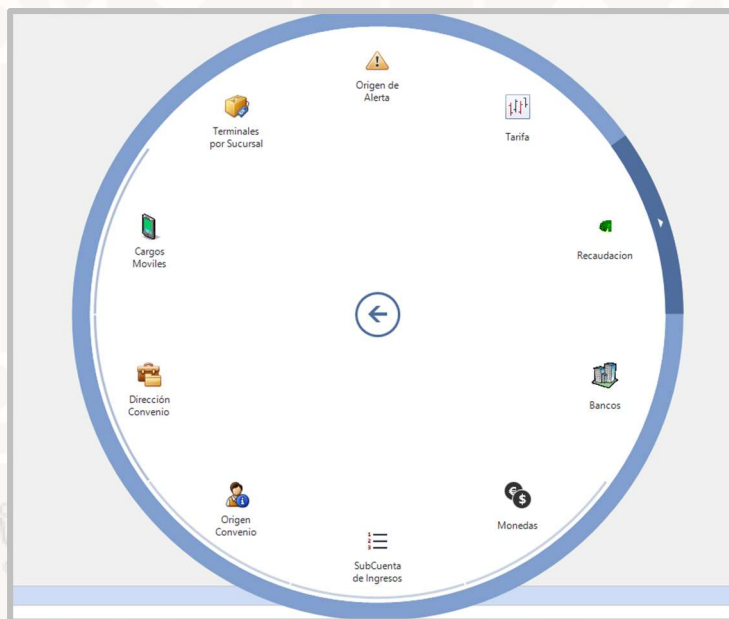 Origen de
Alerta
Tarifa
Terminales
por Sucursal
Recaudacion
Cargos
Moviles
Bancos
Dirección
Convenio
Monedas
Origen
Convenio
SubCuenta
de Ingresos